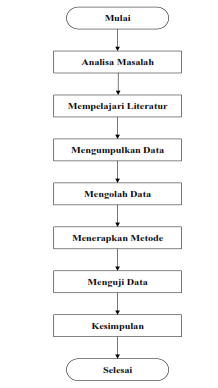 Mulai
Analisa Masalah
Mempelajari Literatur
Mengumpulkan Data
Mengolah Data
Menerapkan Metode
Menguji Data
Kesimpulan
Selesai